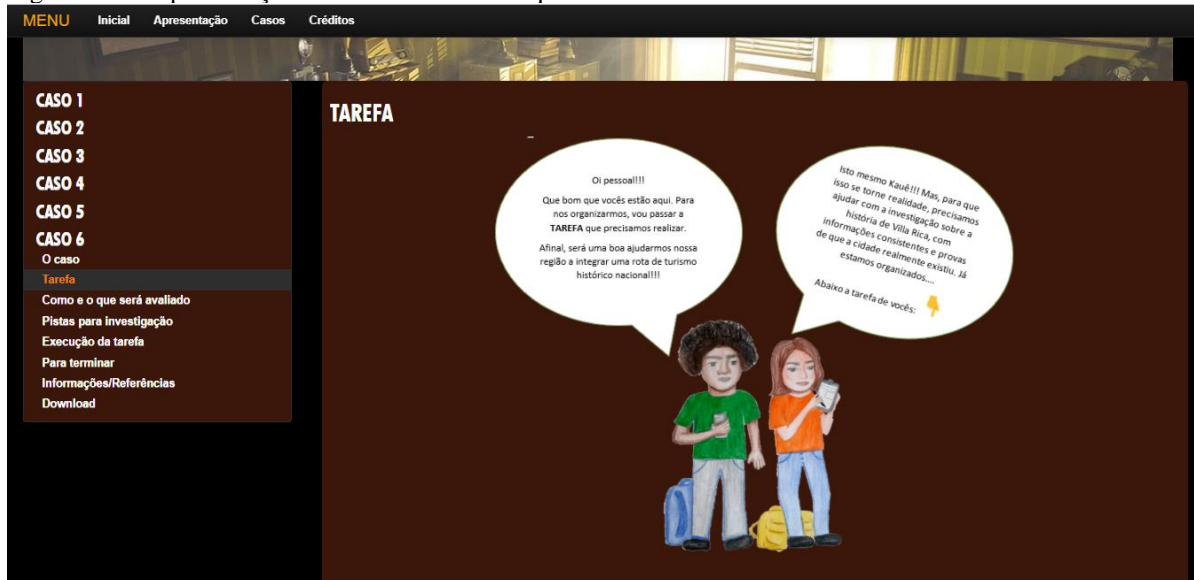 MENU Inicial Apresentação Casos Créditos
CASO 1
CASO 2
CASO 3
CASO 4
CASO 5
CASO 6
O caso
Tarefa
Como e o que será avaliado
Pistas para investigação
Execução da tarefa
Para terminar
Informações/Referências
Download
TAREFA
Oi pessoal!!!
Que bom que vocês estão aqui. Para
nos organizarmos, vou passar a
TAREFA que precisamos realizar.
Afinal, será uma boa ajudarmos nossa
região a integrar uma rota de turismo
histórico nacional!!!
Isto mesmo Kauê!!! Mas, para que
isso se torne realidade, precisamos
ajudar com a investigação sobre a
história de Villa Rica, com
informações consistentes e provas
de que a cidade realmente existiu. Já
estamos organizados....
Abaixo a tarefa de vocês: